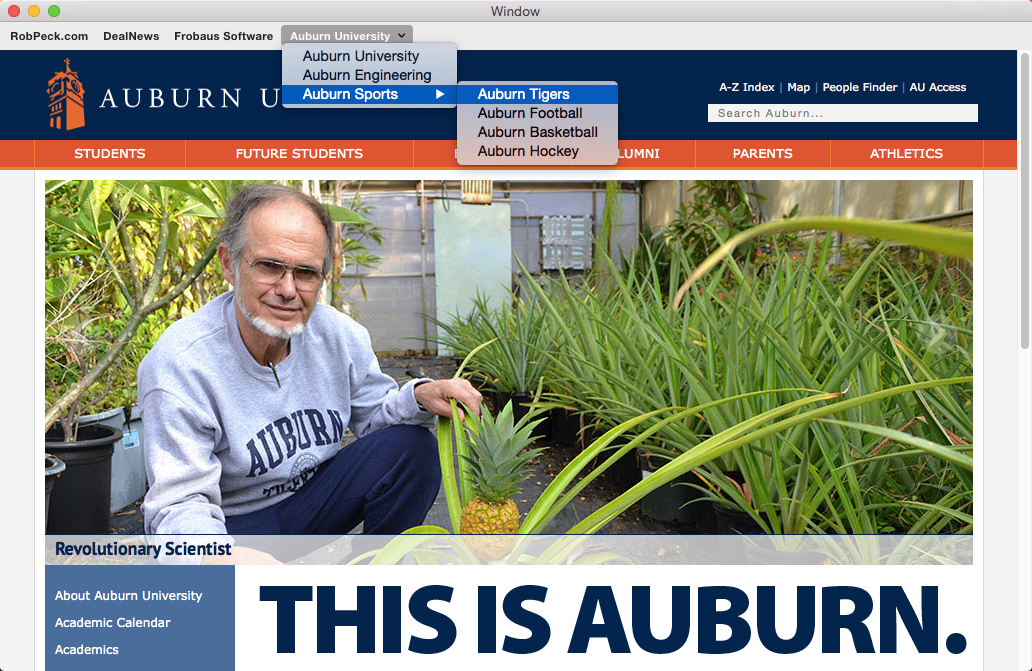 Window
RobPeck.com DealNews Frobaus Software Auburn University
Auburn University
Auburn Engineering
Auburn Sports
Auburn Tigers
Auburn Football
Auburn Basketball
Auburn Hockey
AUBURN U
A-Z Index | Map | People Finder | AU Access
Search Auburn...
STUDENTS FUTURE STUDENTS LUMNI PARENTS ATHLETICS
AUBURN
Revolutionary Scientist
About Auburn University
Academic Calendar
Academics
THIS IS AUBURN.